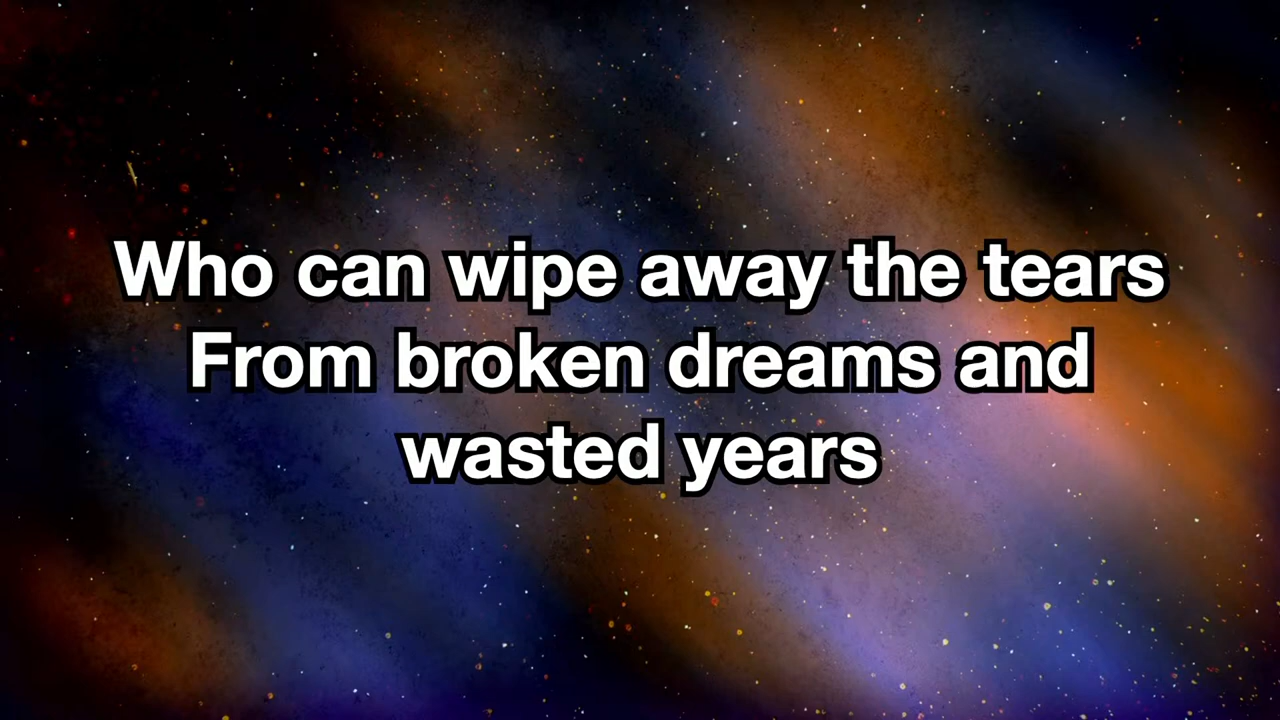 Who can wipe away the tears
From broken dreams and
wasted years